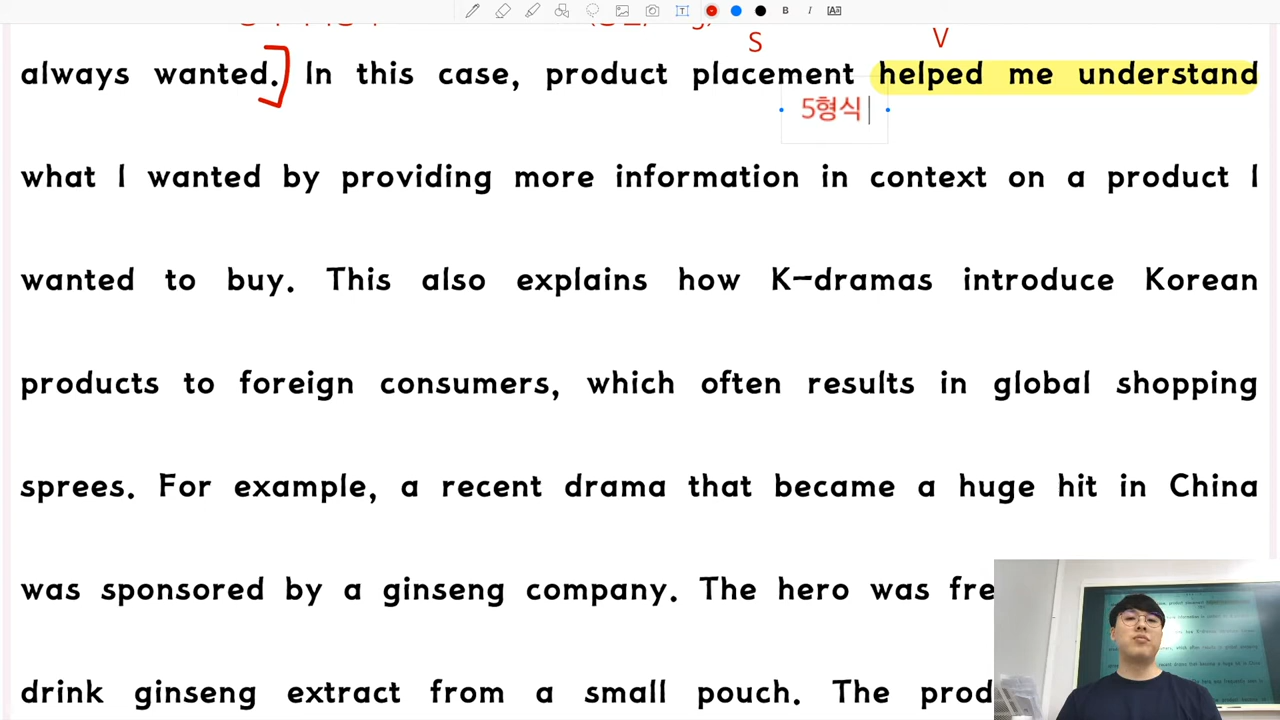 S V
always wanted.] In this case, product placement helped me understand
5형식
what I wanted by providing more information in context on a product I
wanted to buy. This also explains how K-dramas introduce Korean
products to foreign consumers, which often results in global shopping
sprees. For example, a recent drama that became a huge hit in China
was sponsored by a ginseng company. The hero was fre
drink ginseng extract from a small pouch. The prod